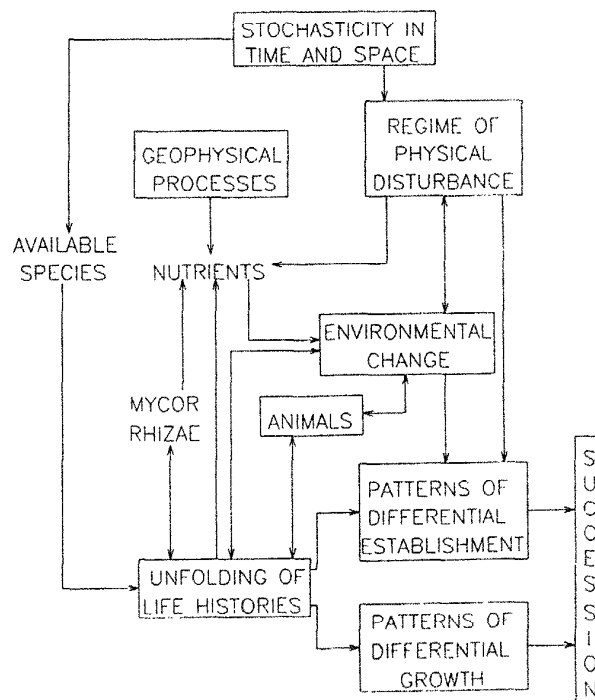 STOCHASTICITY IN
TIME AND SPACE
REGIME OF
PHYSICAL
DISTURBANCE
GEOPHYSICAL
PROCESSES
AVAILABLE
SPECIES
NUTRIENTS
ENVIRONMENTAL
CHANGE
MYCOR
RHIZAE
ANIMALS
PATTERNS OF
DIFFERENTIAL
ESTABLISHMENT
UNFOLDING OF
LIFE HISTORIES
PATTERNS OF
DIFFERENTIAL
GROWTH
SUCCESSION